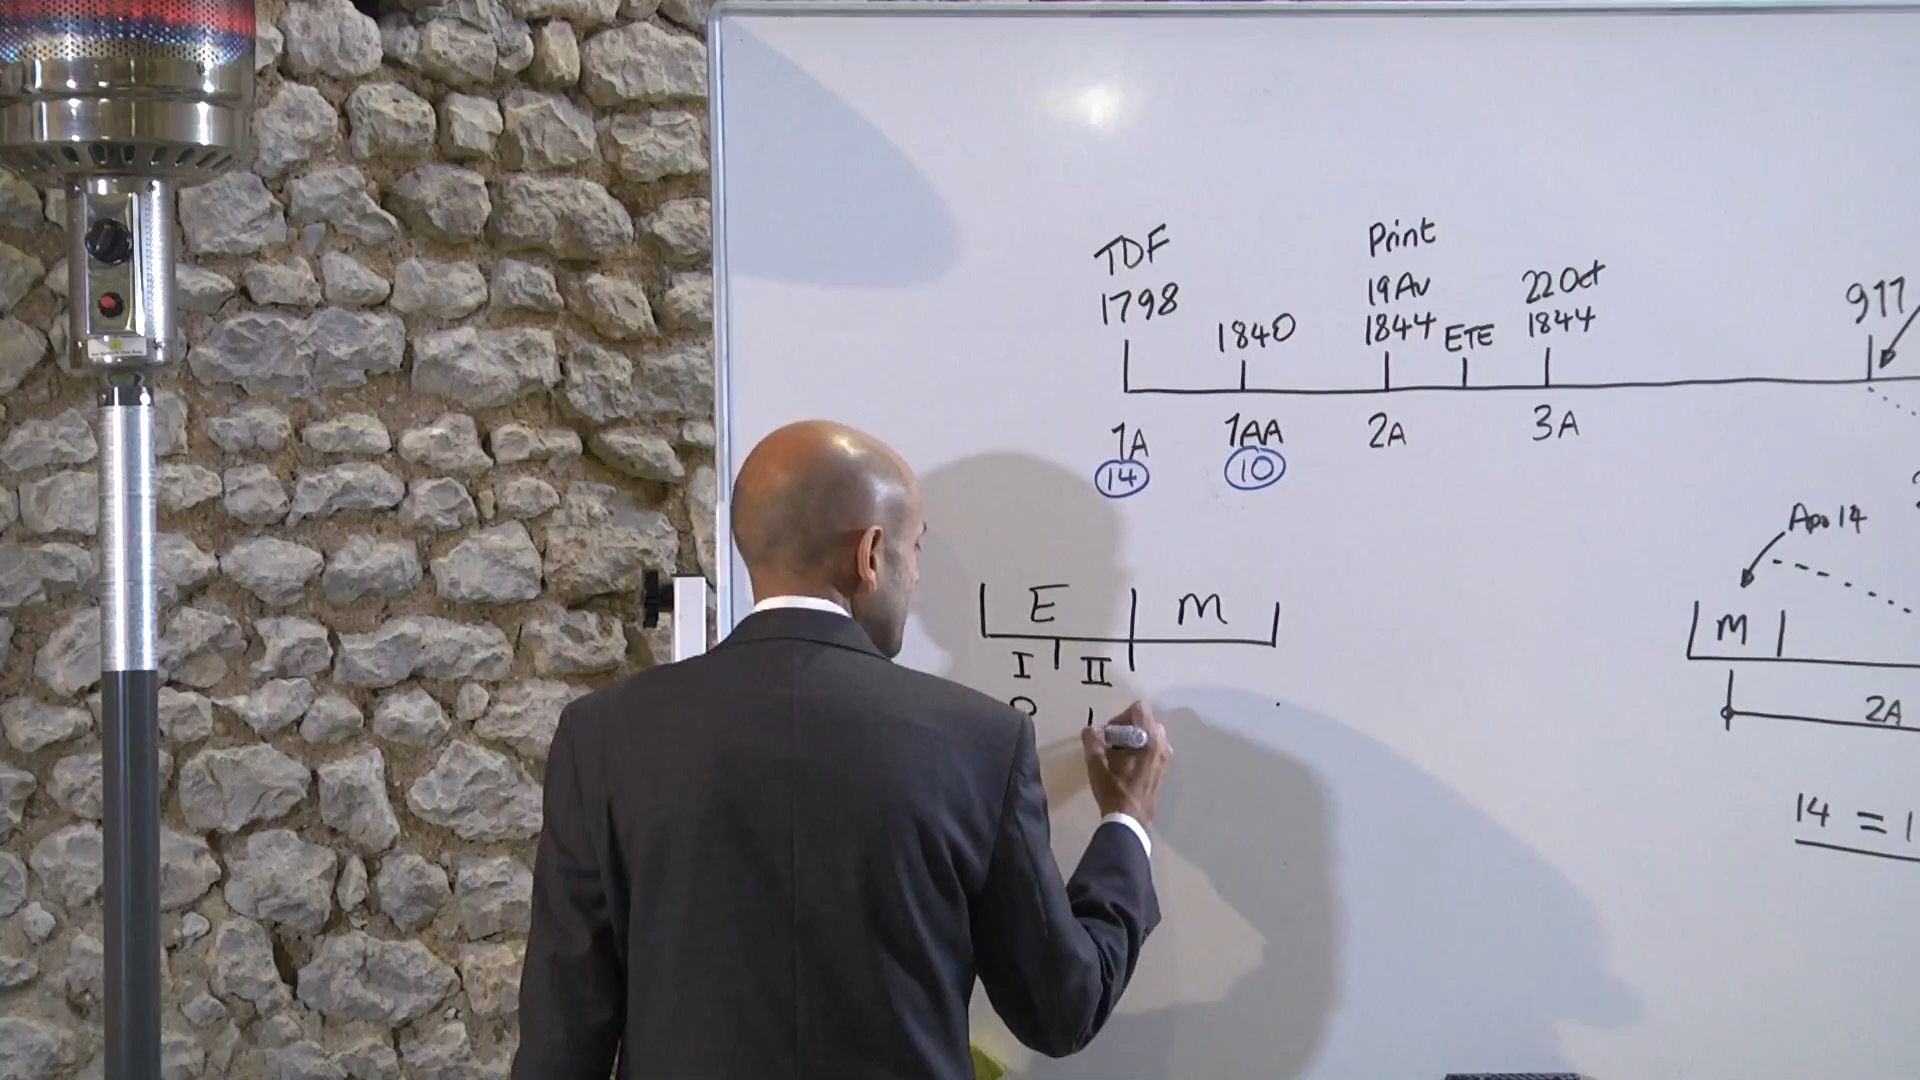 TDF
1798
1840
Print
19 Av
1844
ETE
22 Oct
1844
911
1A
1AA
2A
3A
14
10
Apo 14
E
M
I
II
M
2A
14 = 1